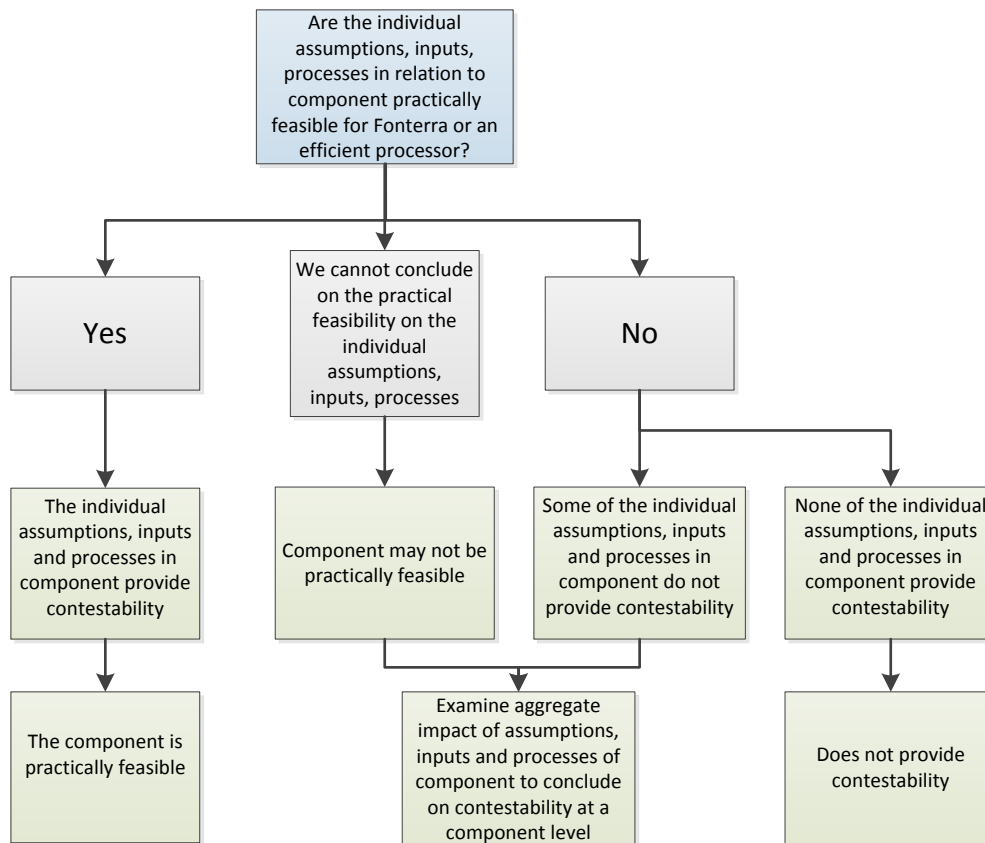 Are the individual
assumptions, inputs,
processes in relation to
component practically
feasible for Fonterra or an
efficient processor?
Yes
We cannot conclude
on the practical
feasibility on the
individual
assumptions,
inputs, processes
No
The individual
assumptions, inputs
and processes in
component provide
contestability
Component may not be
practically feasible
Some of the individual
assumptions, inputs
and processes in
component do not
provide contestability
None of the individual
assumptions, inputs
and processes in
component provide
contestability
The component is
practically feasible
Examine aggregate
impact of assumptions,
inputs and processes of
component to conclude
on contestability at a
component level
Does not provide
contestability